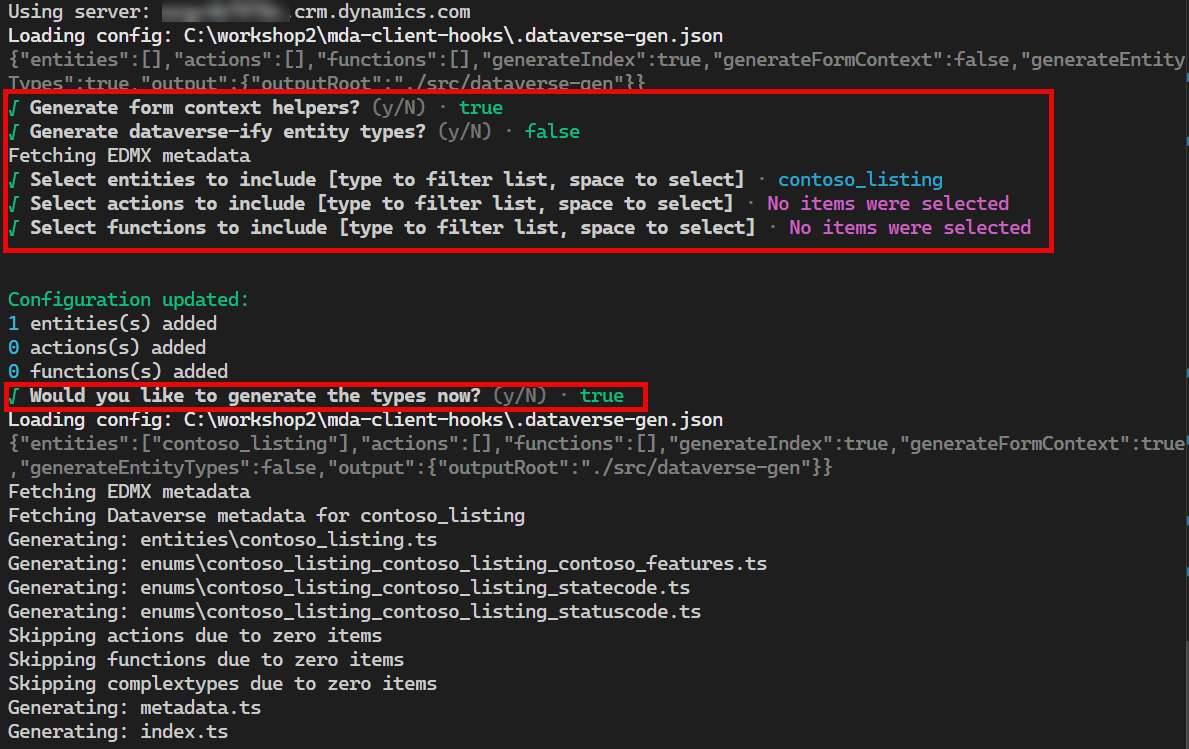 Using server: .crm.dynamics.com
Loading config: C:\workshop2\mda-client-hooks\.dataverse-gen.json
{"entities":[],"actions":[],"functions":[],"generateIndex":true,"generateFormContext":false,"generateEntity
Types":true,"output":{"outputRoot":"./src/dataverse-gen"}}
√ Generate form context helpers? (y/N) · true
√ Generate dataverse-ify entity types? (y/N) · false
Fetching EDMX metadata
√ Select entities to include [type to filter list, space to select] · contoso_listing
√ Select actions to include [type to filter list, space to select] · No items were selected
√ Select functions to include [type to filter list, space to select] · No items were selected
Configuration updated:
1 entities(s) added
0 actions(s) added
0 functions(s) added
√ Would you like to generate the types now? (y/N) · true
Loading config: C:\workshop2\mda-client-hooks\.dataverse-gen.json
{"entities":["contoso_listing"],"actions":[],"functions":[],"generateIndex":true,"generateFormContext":true
,"generateEntityTypes":false,"output":{"outputRoot":"./src/dataverse-gen"}}
Fetching EDMX metadata
Fetching Dataverse metadata for contoso_listing
Generating: entities\contoso_listing.ts
Generating: enums\contoso_listing_contoso_listing_contoso_features.ts
Generating: enums\contoso_listing_contoso_listing_statecode.ts
Generating: enums\contoso_listing_contoso_listing_statuscode.ts
Skipping actions due to zero items
Skipping functions due to zero items
Skipping complextypes due to zero items
Generating: metadata.ts
Generating: index.ts